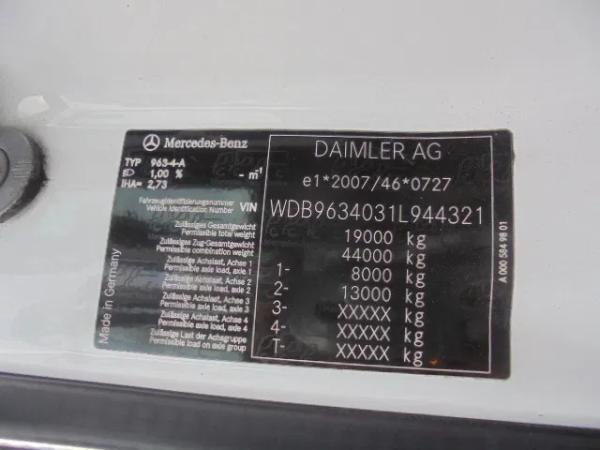 Mercedes-Benz
TYP 963-4-A
1,00 % - m⁻¹
IHA= 2,73
Fahrzeugidentifizierungsnummer
Vehicle Identification Number VIN
Zulässiges Gesamtgewicht
Permissible total weight
Zulässiges Zug-Gesamtgewicht
Permissible combination weight
Zulässige Achslast, Achse 1
Permissible axle load, axle 1
Zulässige Achslast, Achse 2
Permissible axle load, axle 2
Zulässige Achslast, Achse 3
Permissible axle load, axle 3
Zulässige Achslast, Achse 4
Permissible axle load, axle 4
Zulässige Last der Achsgruppe
Permissible load on axle group
Made in Germany
DAIMLER AG
e1*2007/46*0727
WDB9634031L944321
19000 kg
44000 kg
1- 8000 kg
2- 13000 kg
3- XXXXX kg
4- XXXXX kg
T- XXXXX kg
A 000 584 98 01